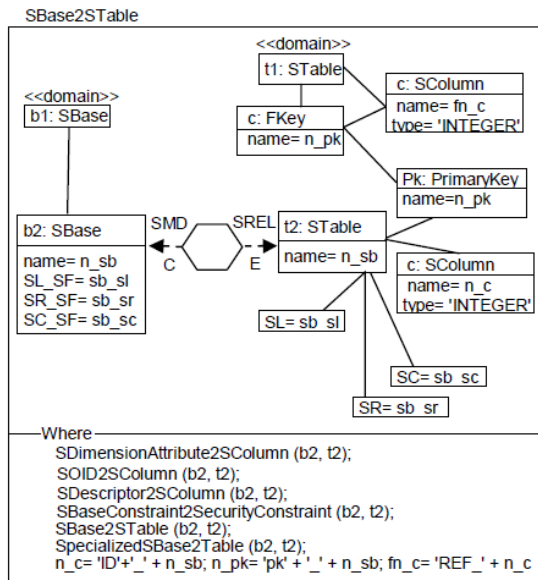 SBase2STable
<<domain>>
t1: STable
c: SColumn
name= fn_c
type= 'INTEGER'
<<domain>>
b1: SBase
c: FKey
name= n_pk
Pk: PrimaryKey
name=n_pk
b2: SBase
name= n_sb
SL_SF= sb_sl
SR_SF= sb_sr
SC_SF= sb_sc
SMD
SREL
C
E
t2: STable
name= n_sb
c: SColumn
name= n_c
type= 'INTEGER'
SL= sb_sl
SC= sb_sc
SR= sb_sr
Where
SDimensionAttribute2SColumn (b2, t2);
SOID2SColumn (b2, t2);
SDescriptor2SColumn (b2, t2);
SBaseConstraint2SecurityConstraint (b2, t2);
SBase2STable (b2, t2);
SpecializedSBase2Table (b2, t2);
n_c= 'ID'+'_' + n_sb; n_pk= 'pk' + '_' + n_sb; fn_c= 'REF_' + n_c